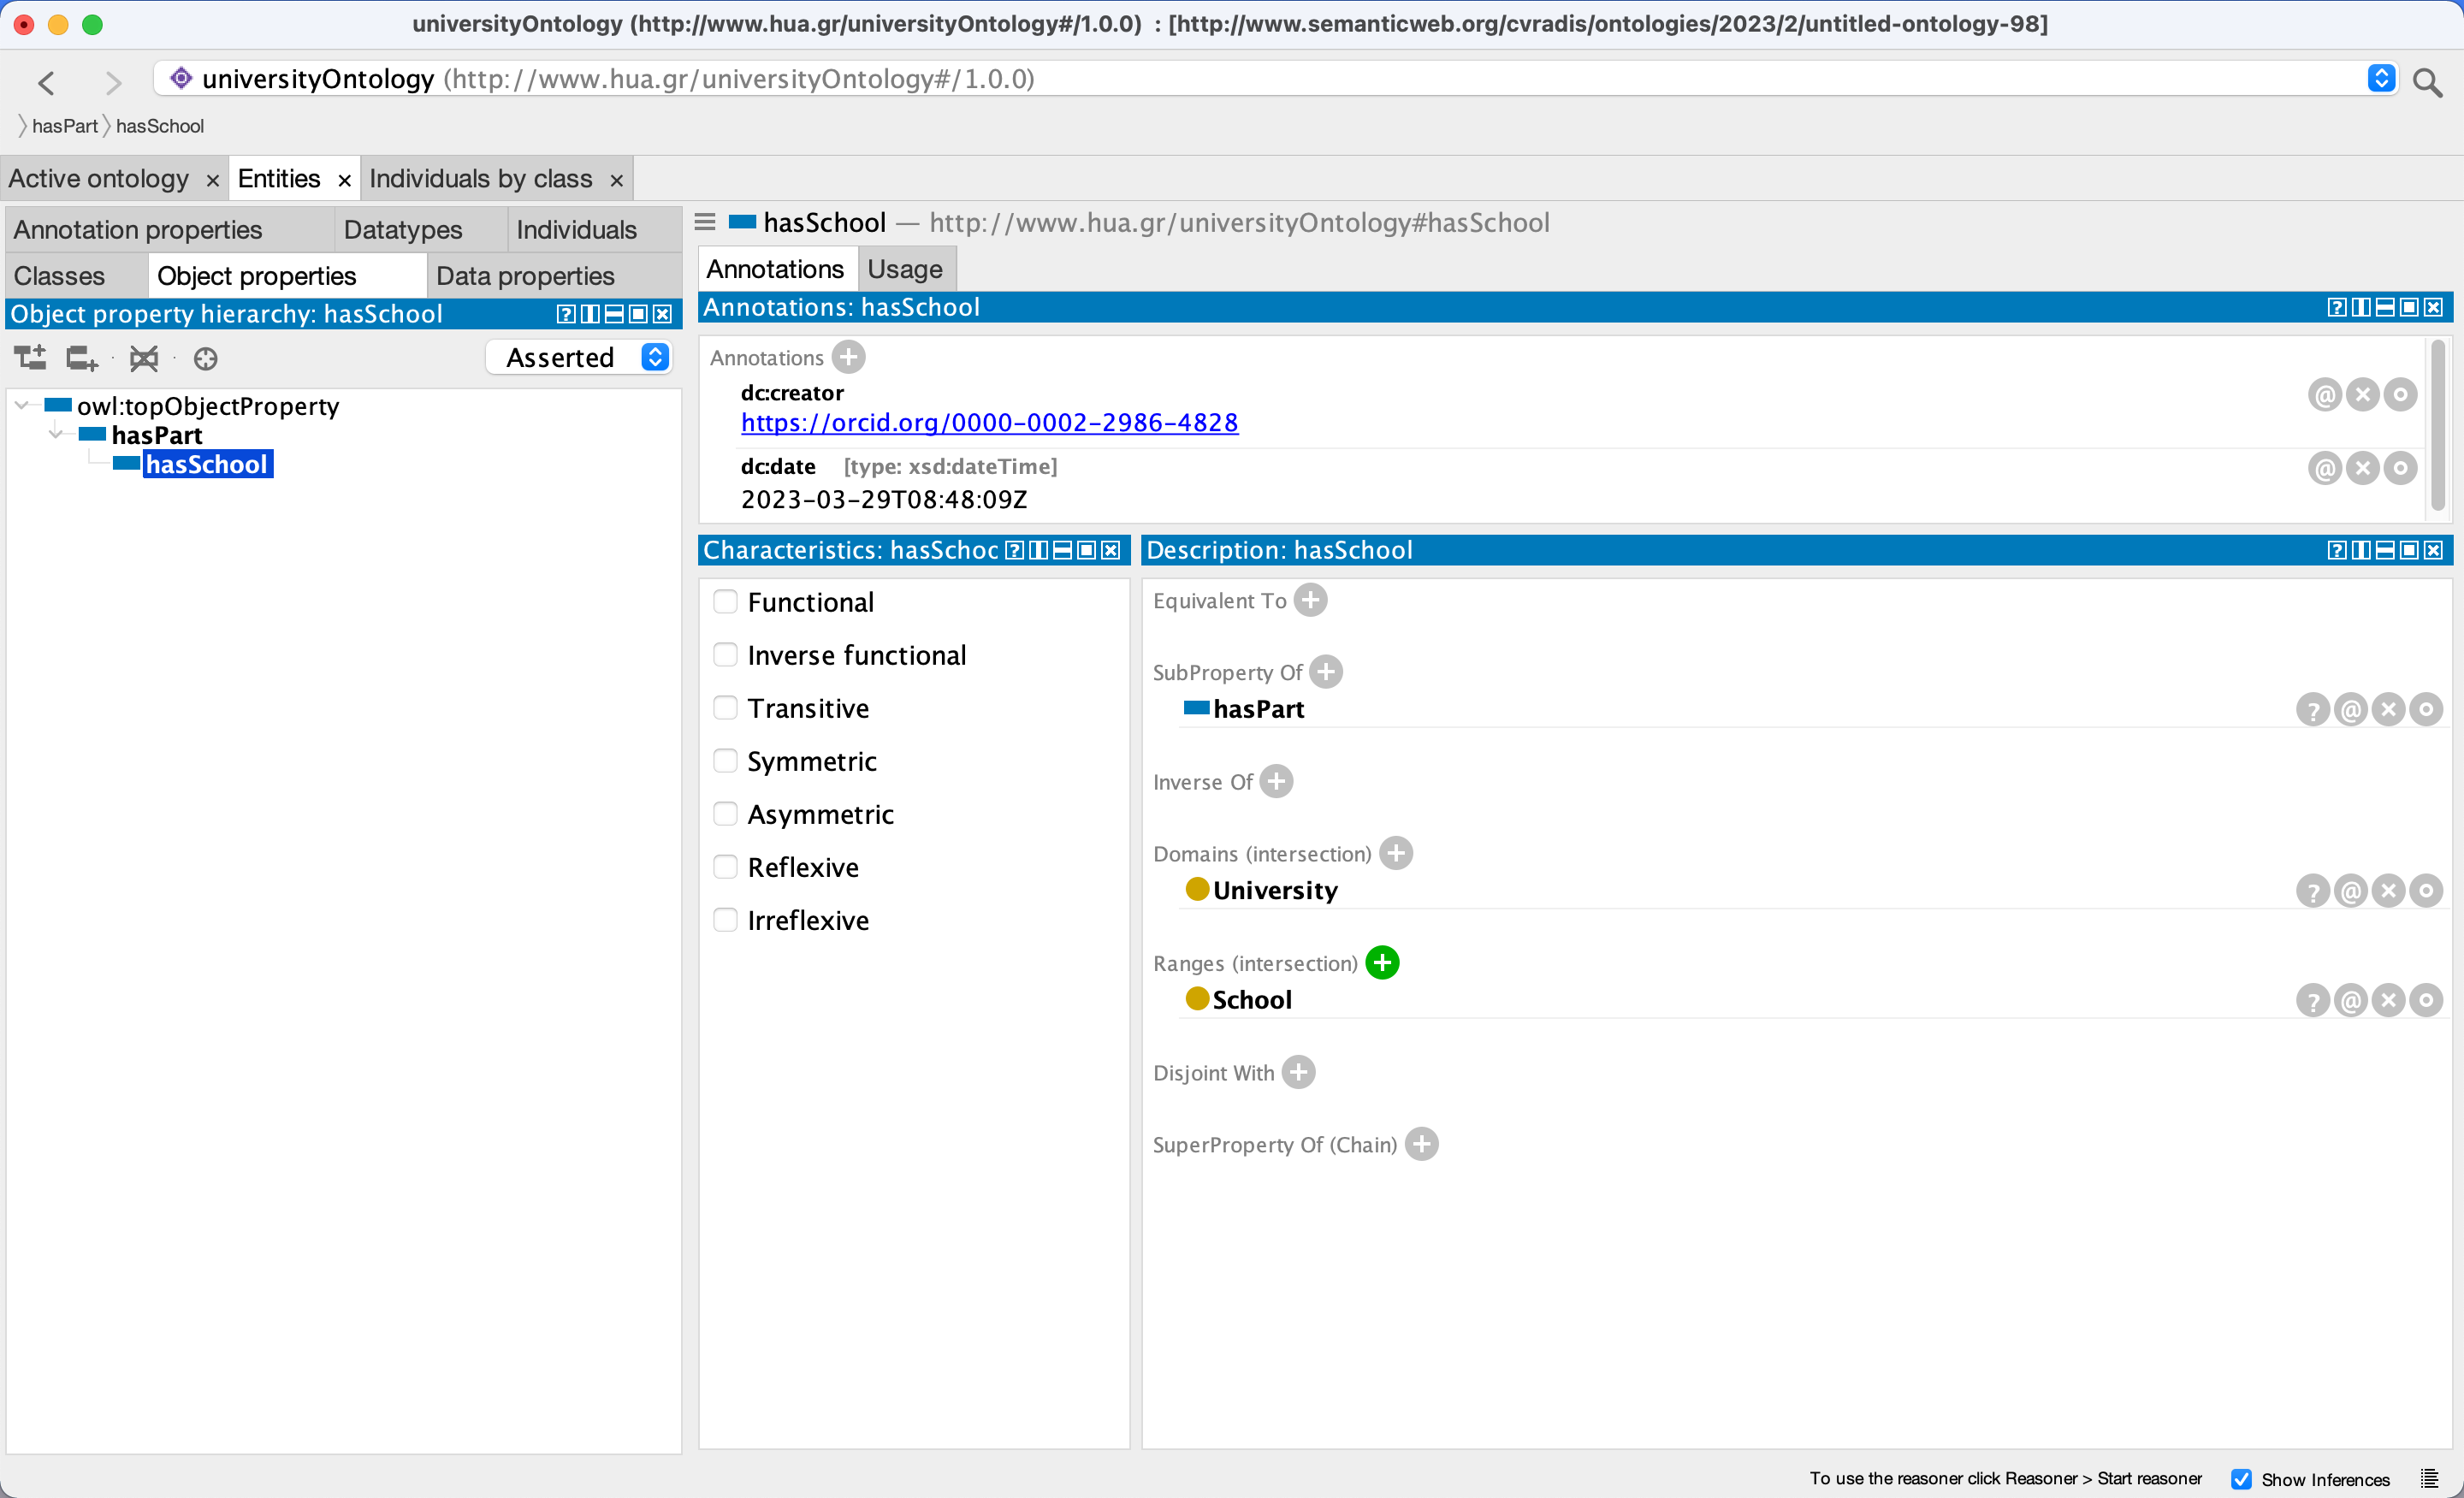 universityOntology (http://www.hua.gr/universityOntology#/1.0.0) : [http://www.semanticweb.org/cvradis/ontologies/2023/2/untitled-ontology-98]
universityOntology (http://www.hua.gr/universityOntology#/1.0.0)
hasPart hasSchool
Active ontology × Entities × Individuals by class ×
Annotation properties Datatypes Individuals
Classes Object properties Data properties
Object property hierarchy: hasSchool
Asserted
owl:topObjectProperty
hasPart
hasSchool
hasSchool — http://www.hua.gr/universityOntology#hasSchool
Annotations Usage
Annotations: hasSchool
Annotations
dc:creator
https://orcid.org/0000-0002-2986-4828
dc:date [type: xsd:dateTime]
2023-03-29T08:48:09Z
Characteristics: hasSchoc
Functional
Inverse functional
Transitive
Symmetric
Asymmetric
Reflexive
Irreflexive
Description: hasSchool
Equivalent To
SubProperty Of
hasPart
Inverse Of
Domains (intersection)
University
Ranges (intersection)
School
Disjoint With
SuperProperty Of (Chain)
To use the reasoner click Reasoner > Start reasoner Show Inferences